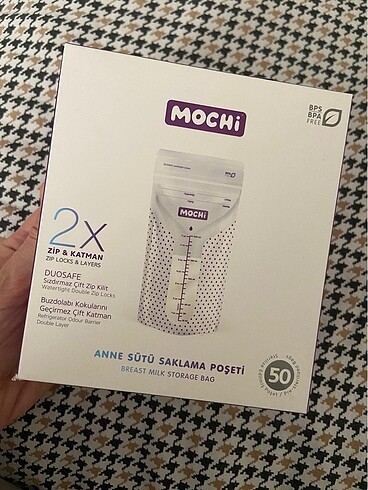 MOCHi
BPS
BPA
FREE
MOCHi
2X
ZİP & KATMAN
ZIP LOCKS & LAYERS
DUOSAFE
Sızdırmaz Çift Zip Kilit
Watertight Double Zip Locks
Buzdolabı Kokularını
Geçirmez Çift Katman
Refrigerator Odour Barrier
Double Layer
ANNE SÜTÜ SAKLAMA POŞETİ
BREAST MILK STORAGE BAG
50